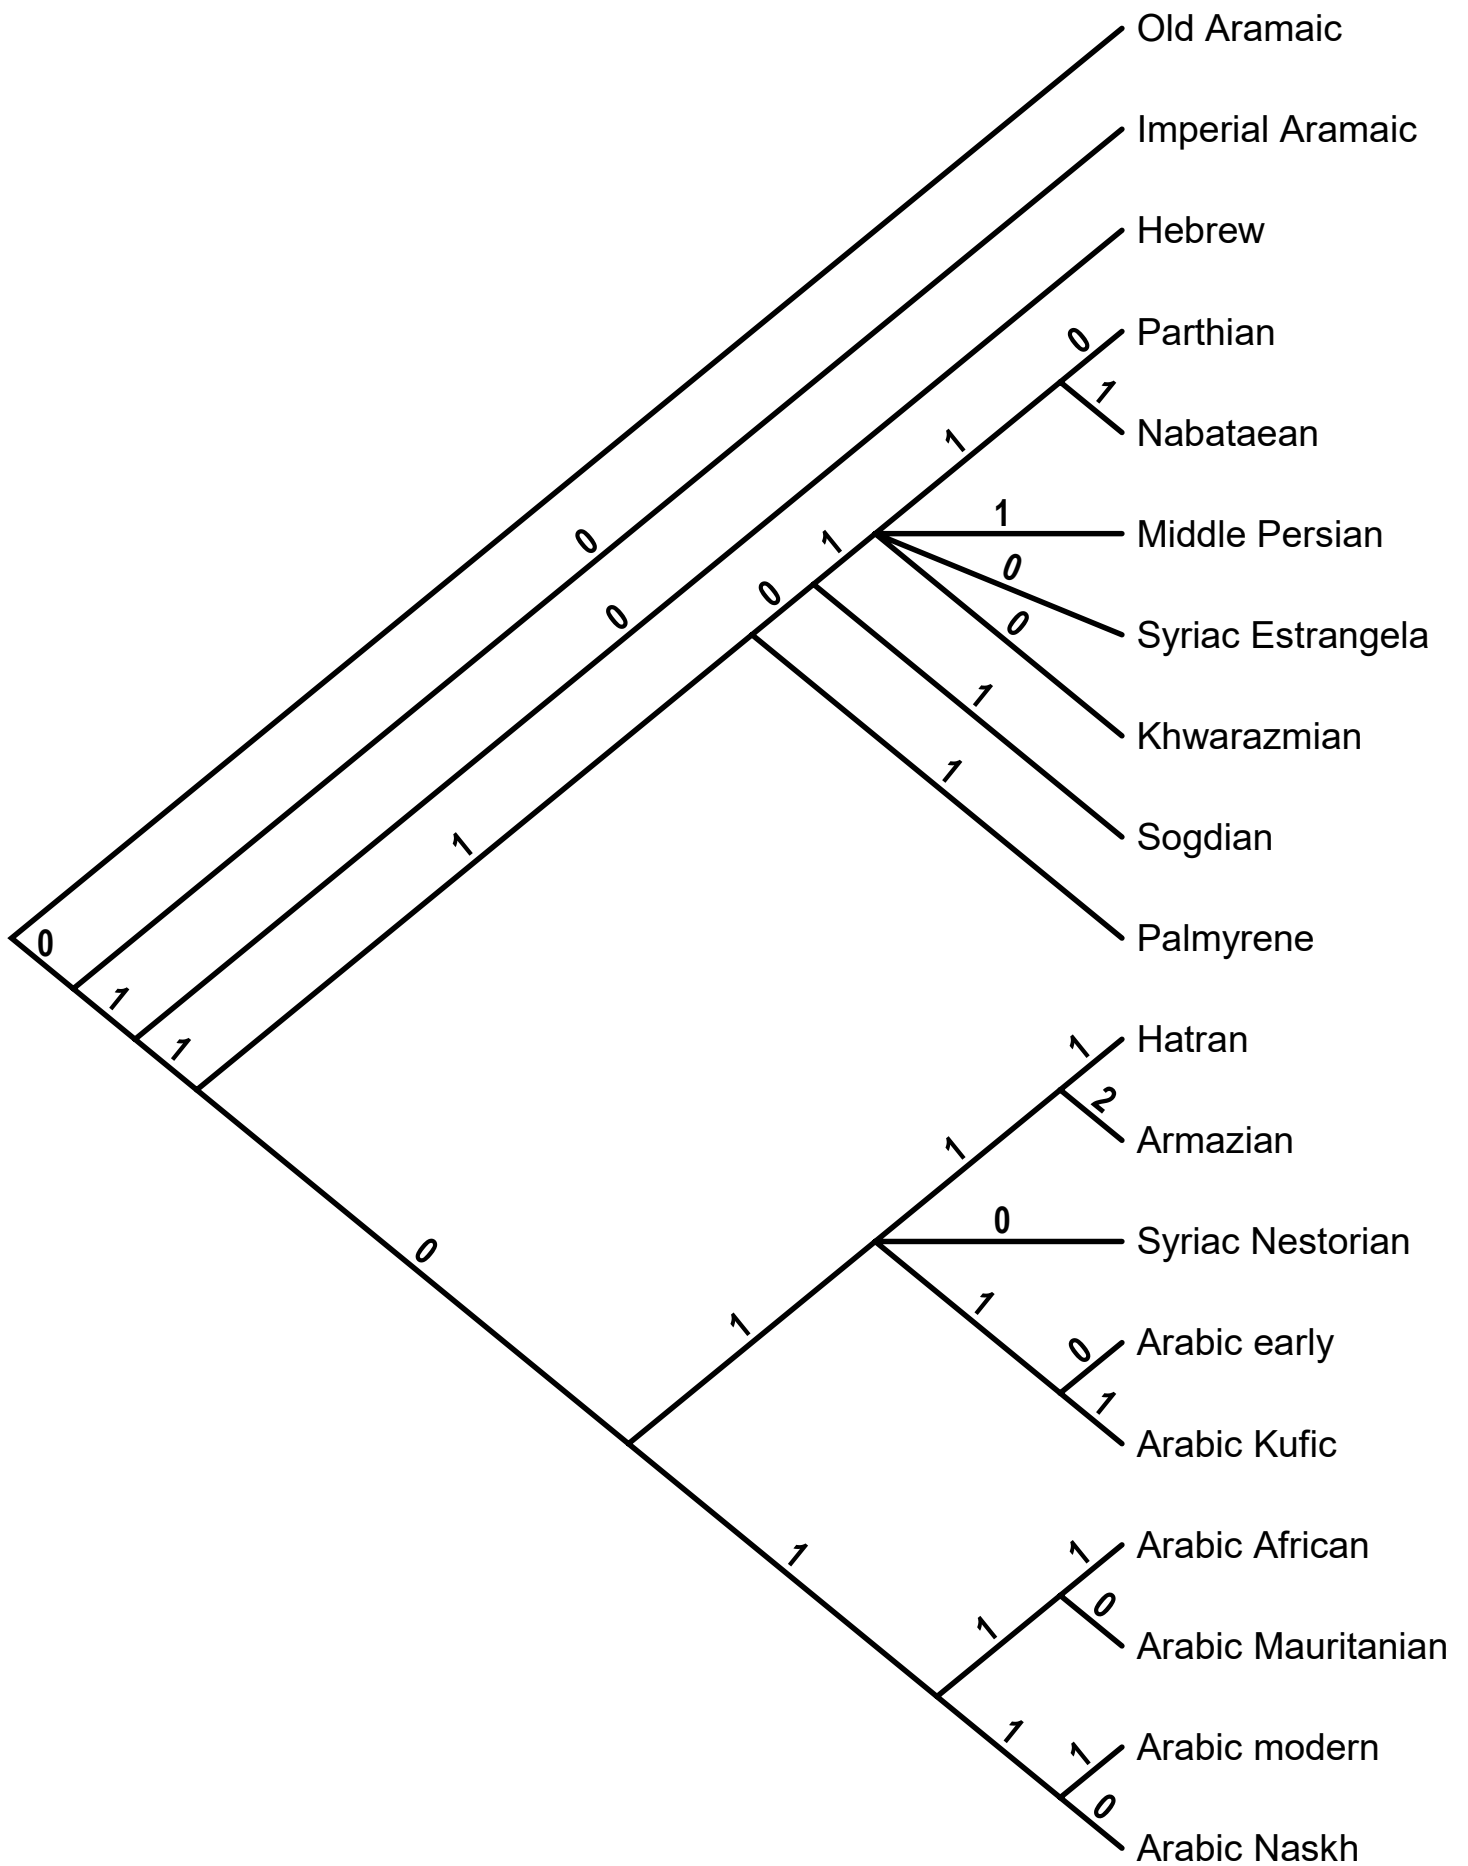 Old Aramaic
Imperial Aramaic
Hebrew
0 Parthian
1
Nabataean
1
1 Middle Persian
0
0
1
0
0
Syriac Estrangela
0
1
Khwarazmian
1
Sogdian
1
Palmyrene
0
1
1
1 Hatran
2
Armazian
1
0
Syriac Nestorian
0
1
1
0 Arabic early
1
Arabic Kufic
1
1 Arabic African
0
1
Arabic Mauritanian
1
1 Arabic modern
0
Arabic Naskh